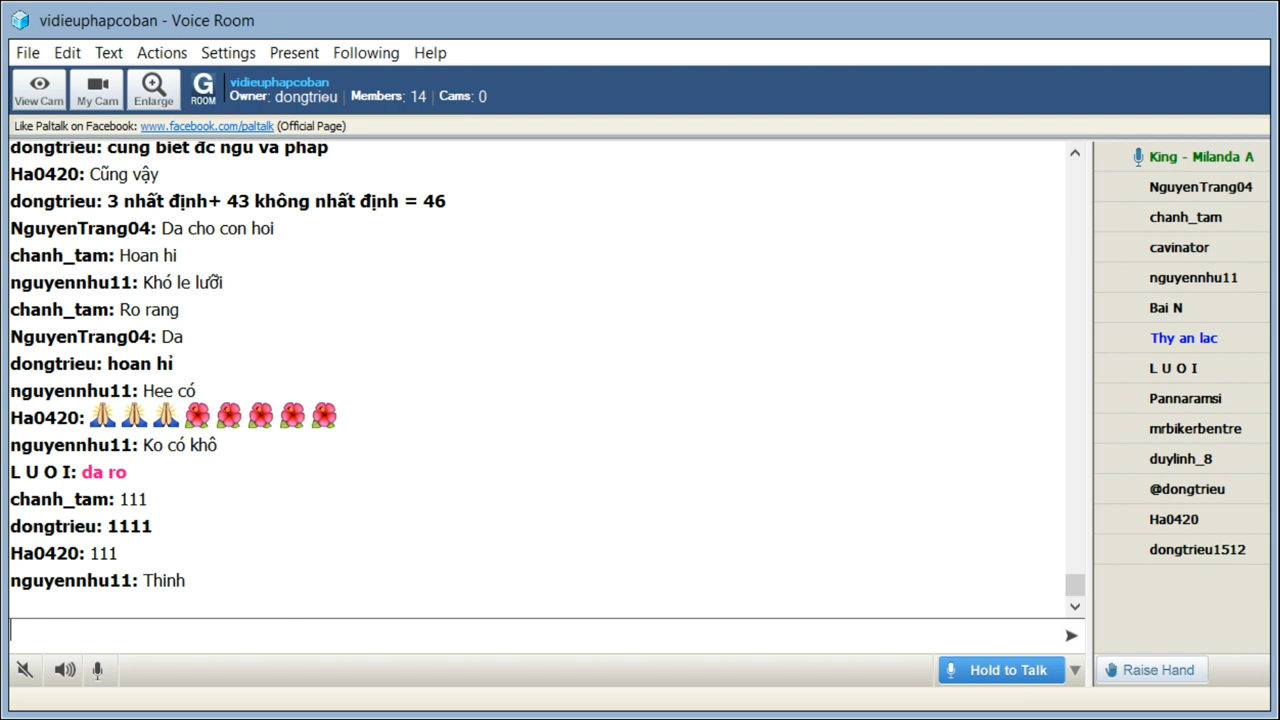 vidieuphapcoban - Voice Room
File Edit Text Actions Settings Present Following Help
View Cam
My Cam
Enlarge
G
ROOM
vidieuphapcoban
Owner: dongtrieu | Members: 14 | Cams: 0
Like Paltalk on Facebook: www.facebook.com/paltalk (Official Page)
dongtrieu: cung biet đc ngu va phap
Ha0420: Cũng vậy
dongtrieu: 3 nhất định+ 43 không nhất định = 46
NguyenTrang04: Da cho con hoi
chanh_tam: Hoan hi
nguyennhu11: Khó le lưỡi
chanh_tam: Ro rang
NguyenTrang04: Da
dongtrieu: hoan hỉ
nguyennhu11: Hee có
Ha0420: 🙏🙏🙏🌺🌺🌺🌺🌺
nguyennhu11: Ko có khô
L U O I: da ro
chanh_tam: 111
dongtrieu: 1111
Ha0420: 111
nguyennhu11: Thinh
King - Milanda A
NguyenTrang04
chanh_tam
cavinator
nguyennhu11
Bai N
Thy an lac
L U O I
Pannaramsi
mrbikerbentre
duylinh_8
@dongtrieu
Ha0420
dongtrieu1512
Hold to Talk
Raise Hand